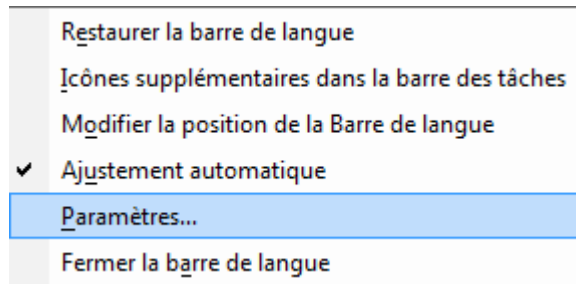 Restaurer la barre de langue
Icônes supplémentaires dans la barre des tâches
Modifier la position de la Barre de langue
Ajustement automatique
Paramètres...
Fermer la barre de langue